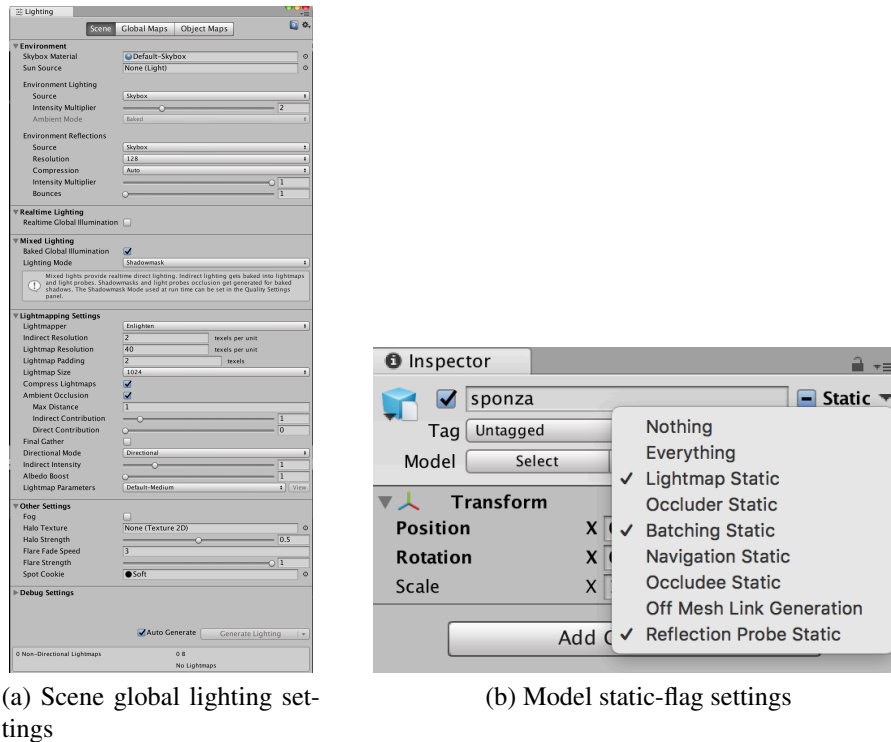 Lighting
Scene Global Maps Object Maps
Environment
Skybox Material Default-Skybox
Sun Source None (Light)
Environment Lighting
Source Skybox
Intensity Multiplier 2
Ambient Mode Baked
Environment Reflections
Source Skybox
Resolution 128
Compression Auto
Intensity Multiplier 1
Bounces 1
Realtime Lighting
Realtime Global Illumination
Mixed Lighting
Baked Global Illumination
Lighting Mode Shadowmask
Mixed lights provide realtime direct lighting. Indirect lighting gets baked into lightmaps
and light probes. Shadowmasks and light probes occlusion get generated for baked
shadows. The Shadowmask Mode used at run time can be set in the Quality Settings
panel.
Lightmapping Settings
Lightmapper Enlighten
Indirect Resolution 2 texels per unit
Lightmap Resolution 40 texels per unit
Lightmap Padding 2 texels
Lightmap Size 1024
Compress Lightmaps
Ambient Occlusion
Max Distance 1
Indirect Contribution 1
Direct Contribution 0
Final Gather
Directional Mode Directional
Indirect Intensity 1
Albedo Boost 1
Lightmap Parameters Default-Medium View
Other Settings
Fog
Halo Texture None (Texture 2D)
Halo Strength 0.5
Flare Fade Speed 3
Flare Strength 1
Spot Cookie Soft
Debug Settings
Auto Generate Generate Lighting
0 Non-Directional Lightmaps 0 B
No Lightmaps
(a) Scene global lighting set-
tings
Inspector
sponza Static
Tag Untagged
Model Select
Transform
Position X
Rotation X
Scale X
Add
Nothing
Everything
Lightmap Static
Occluder Static
Batching Static
Navigation Static
Occludee Static
Off Mesh Link Generation
Reflection Probe Static
(b) Model static-flag settings